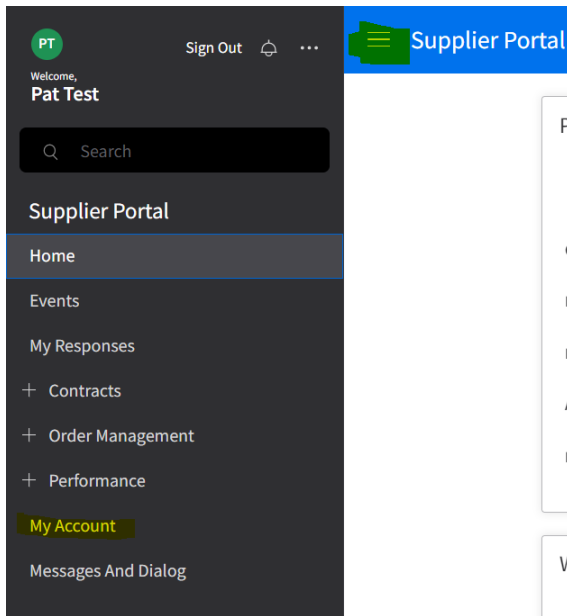 PT
Sign Out
Welcome,
Pat Test
Search
Supplier Portal
Home
Events
My Responses
Contracts
Order Management
Performance
My Account
Messages And Dialog
Supplier Portal